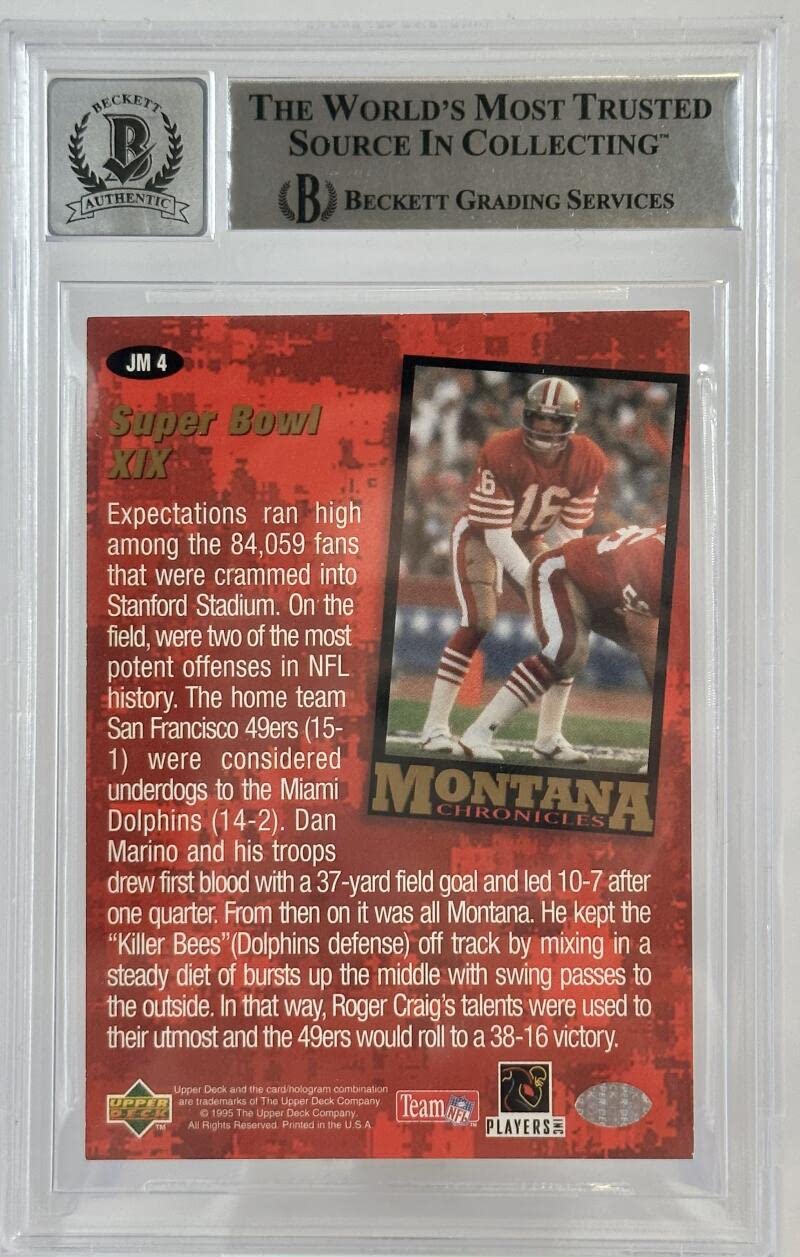 BECKETT
B
AUTHENTIC
THE WORLD'S MOST TRUSTED
SOURCE IN COLLECTING™
B BECKETT GRADING SERVICES
JM 4
Super Bowl
XIX
Expectations ran high
among the 84,059 fans
that were crammed into
Stanford Stadium. On the
field, were two of the most
potent offenses in NFL
history. The home team
San Francisco 49ers (15-
1) were considered
underdogs to the Miami
Dolphins (14-2). Dan
Marino and his troops
drew first blood with a 37-yard field goal and led 10-7 after
one quarter. From then on it was all Montana. He kept the
"Killer Bees"(Dolphins defense) off track by mixing in a
steady diet of bursts up the middle with swing passes to
the outside. In that way, Roger Craig's talents were used to
their utmost and the 49ers would roll to a 38-16 victory.
16
16
MONTANA
CHRONICLES
UPPER
DECK
TM
Upper Deck and the card/hologram combination
are trademarks of The Upper Deck Company.
© 1995 The Upper Deck Company.
All Rights Reserved. Printed in the U.S.A.
Team NFL™
PLAYERS INC